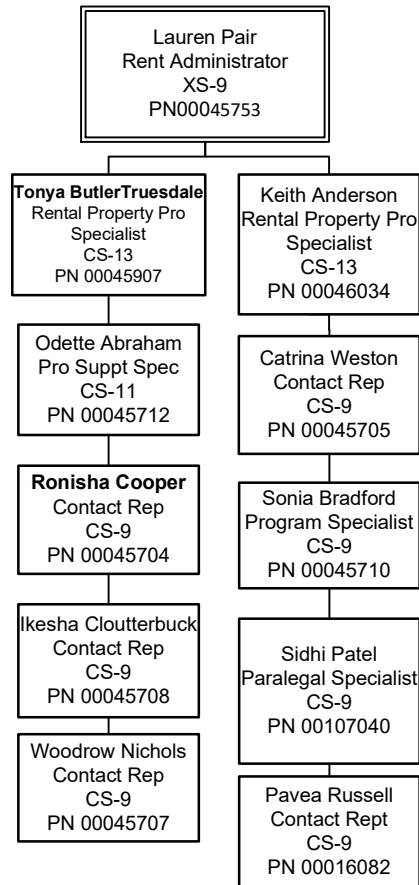 Lauren Pair
Rent Administrator
XS-9
PN00045753
Tonya ButlerTruesdale
Rental Property Pro
Specialist
CS-13
PN 00045907
Odette Abraham
Pro Suppt Spec
CS-11
PN 00045712
Ronisha Cooper
Contact Rep
CS-9
PN 00045704
Ikesha Cloutterbuck
Contact Rep
CS-9
PN 00045708
Woodrow Nichols
Contact Rep
CS-9
PN 00045707
Keith Anderson
Rental Property Pro
Specialist
CS-13
PN 00046034
Catrina Weston
Contact Rep
CS-9
PN 00045705
Sonia Bradford
Program Specialist
CS-9
PN 00045710
Sidhi Patel
Paralegal Specialist
CS-9
PN 00107040
Pavea Russell
Contact Rept
CS-9
PN 00016082